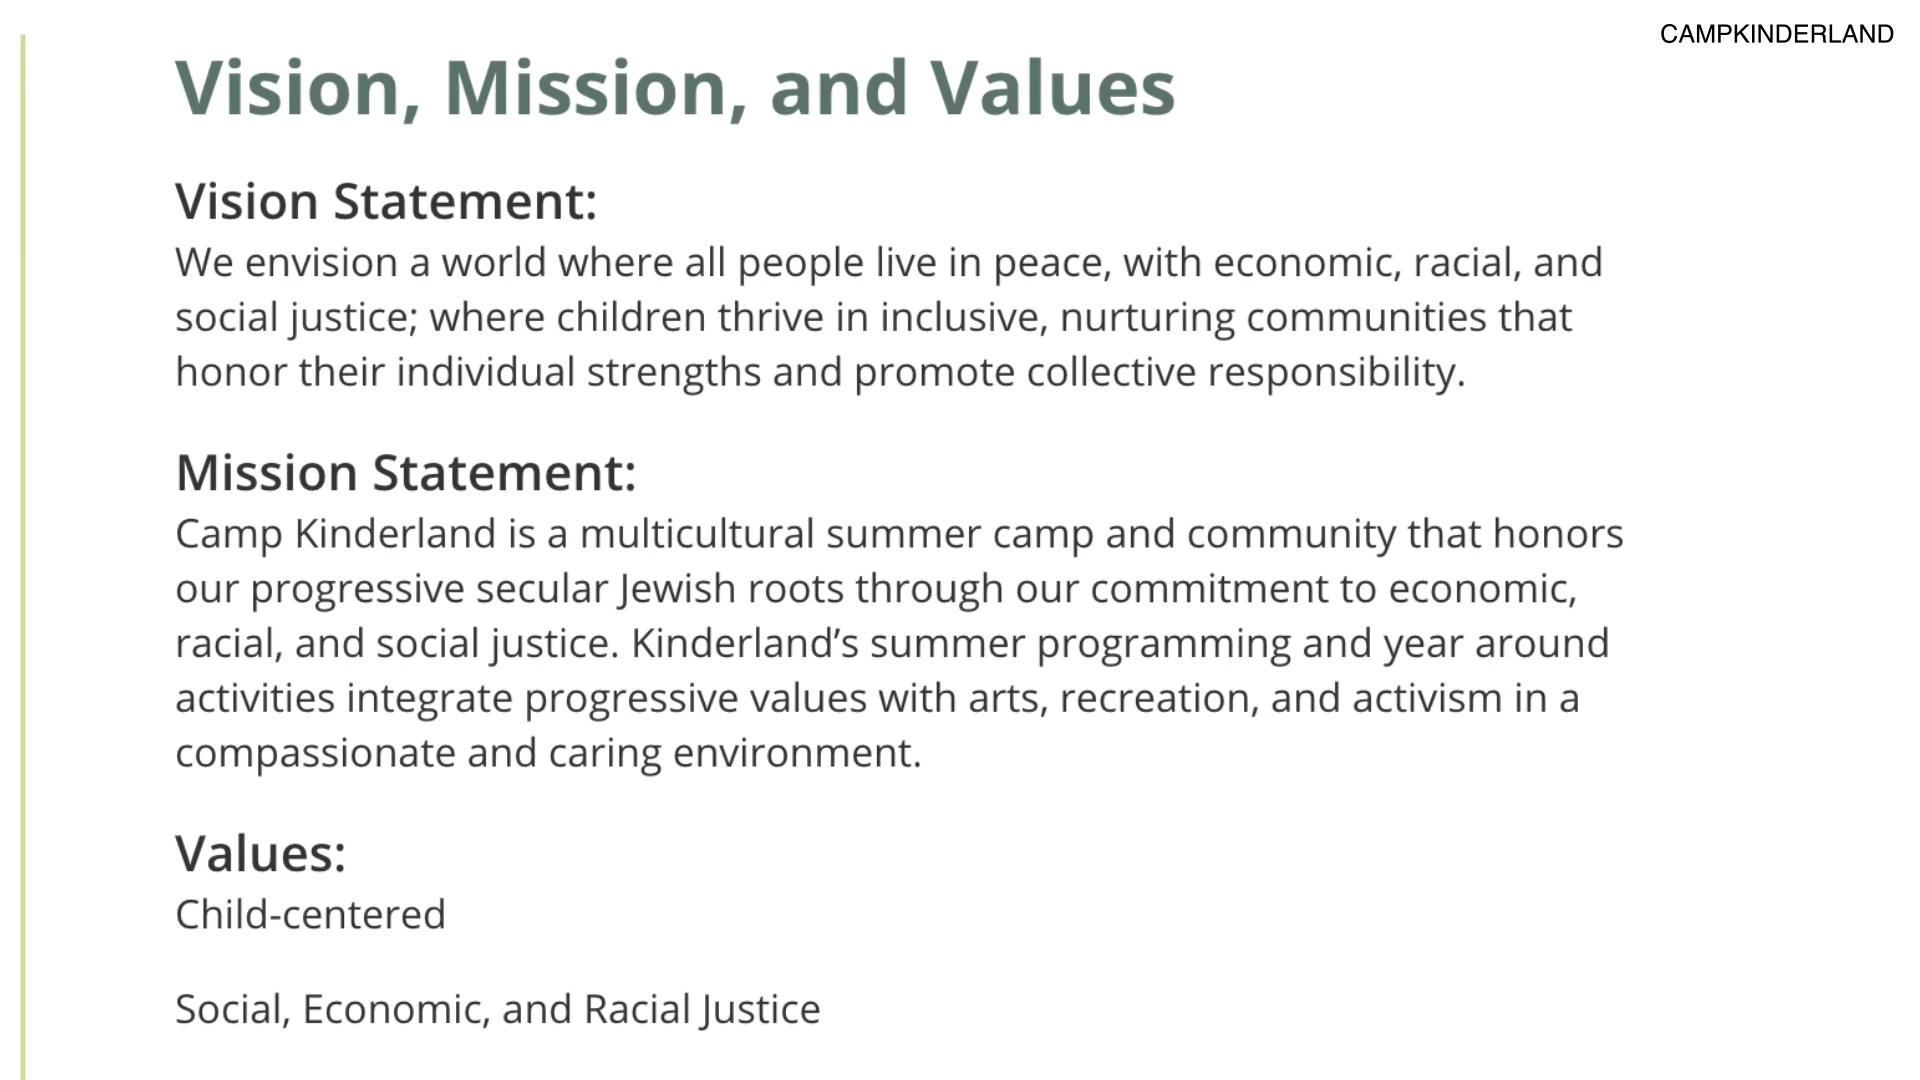 CAMPKINDERLAND
Vision, Mission, and Values
Vision Statement:
We envision a world where all people live in peace, with economic, racial, and
social justice; where children thrive in inclusive, nurturing communities that
honor their individual strengths and promote collective responsibility.
Mission Statement:
Camp Kinderland is a multicultural summer camp and community that honors
our progressive secular Jewish roots through our commitment to economic,
racial, and social justice. Kinderland’s summer programming and year around
activities integrate progressive values with arts, recreation, and activism in a
compassionate and caring environment.
Values:
Child-centered
Social, Economic, and Racial Justice